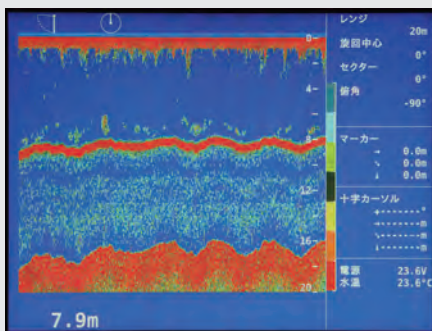 レンジ
20m
旋回中心
0°
セクター
0°
俯角
-90°
マーカー
→ 0.0m
↘ 0.0m
↓ 0.0m
十字カーソル
+------°
→------m
↘------m
↓------m
電源 23.6V
水温 23.6°C
0
4
8
12
16
20
7.9m